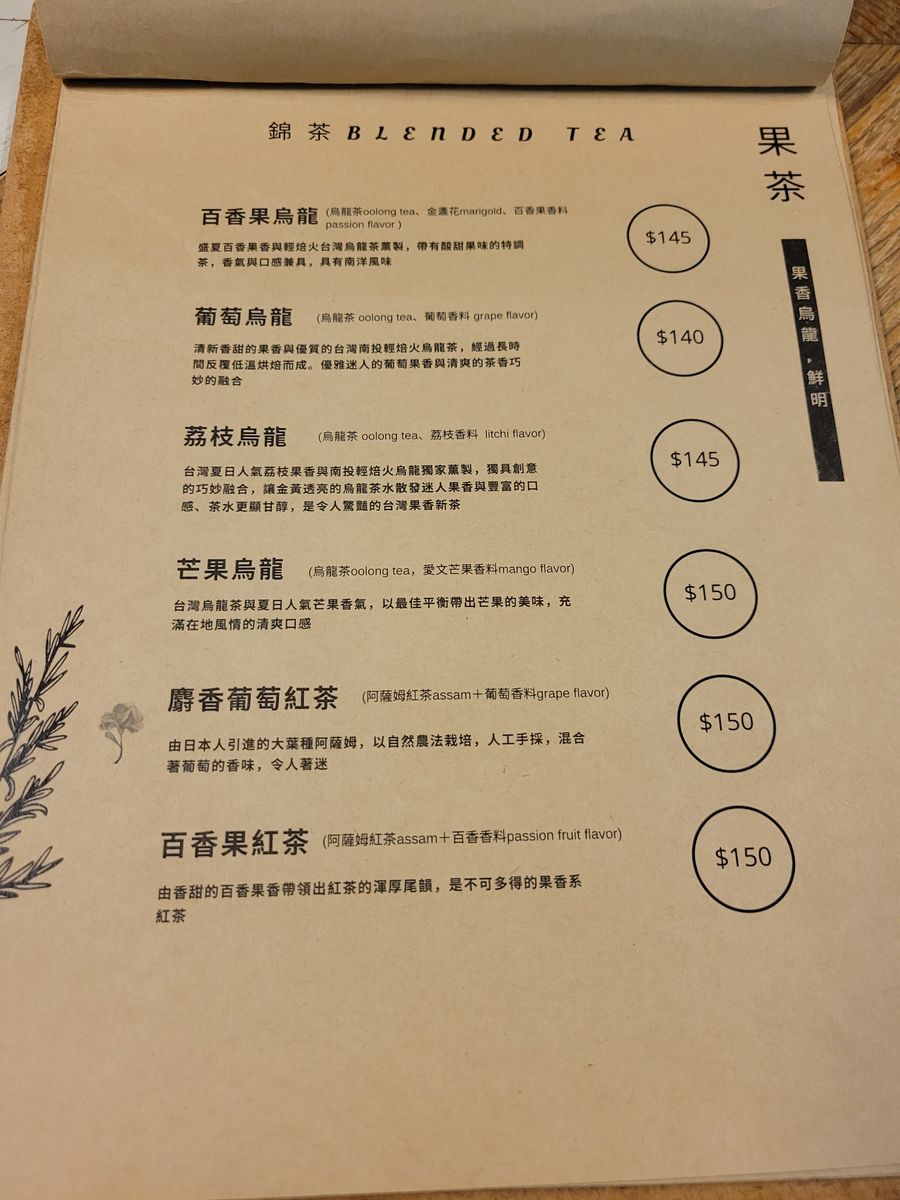 錦茶 BLENDED TEA
果茶
果香烏龍，鮮明
百香果烏龍 (烏龍茶oolong tea、金盞花marigold、百香果香料
passion flavor )
$145
盛夏百香果香與輕焙火台灣烏龍茶薰製，帶有酸甜果味的特調
茶，香氣與口感兼具，具有南洋風味
葡萄烏龍 (烏龍茶 oolong tea、葡萄香料 grape flavor)
$140
清新香甜的果香與優質的台灣南投輕焙火烏龍茶，經過長時
間反覆低溫烘焙而成。優雅迷人的葡萄果香與清爽的茶香巧
妙的融合
荔枝烏龍 (烏龍茶 oolong tea、荔枝香料 litchi flavor)
$145
台灣夏日人氣荔枝果香與南投輕焙火烏龍獨家薰製，獨具創意
的巧妙融合，讓金黃透亮的烏龍茶水散發迷人果香與豐富的口
感、茶水更顯甘醇，是令人驚豔的台灣果香新茶
芒果烏龍 (烏龍茶oolong tea，愛文芒果香料mango flavor)
$150
台灣烏龍茶與夏日人氣芒果香氣，以最佳平衡帶出芒果的美味，充
滿在地風情的清爽口感
麝香葡萄紅茶 (阿薩姆紅茶assam＋葡萄香料grape flavor)
$150
由日本人引進的大葉種阿薩姆，以自然農法栽培，人工手採，混合
著葡萄的香味，令人著迷
百香果紅茶 (阿薩姆紅茶assam＋百香香料passion fruit flavor)
$150
由香甜的百香果香帶領出紅茶的渾厚尾韻，是不可多得的果香系
紅茶